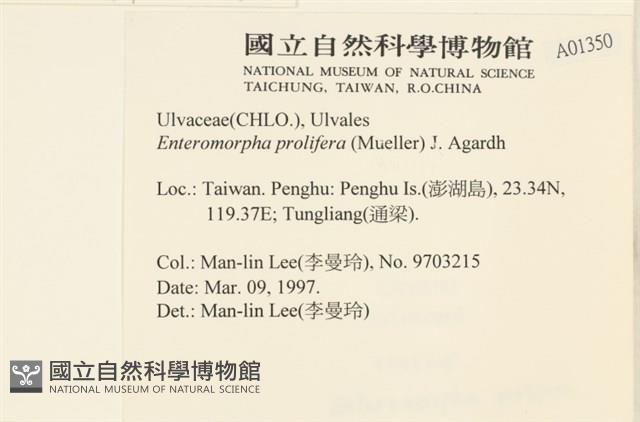 國立自然科學博物館
A01350
NATIONAL MUSEUM OF NATURAL SCIENCE
TAICHUNG, TAIWAN, R.O.CHINA
Ulvaceae(CHLO.), Ulvales
Enteromorpha prolifera (Mueller) J. Agardh
Loc.: Taiwan. Penghu: Penghu Is.(澎湖島), 23.34N,
119.37E; Tungliang(通梁).
Col.: Man-lin Lee(李曼玲), No. 9703215
Date: Mar. 09, 1997.
Det.: Man-lin Lee(李曼玲)
國立自然科學博物館
NATIONAL MUSEUM OF NATURAL SCIENCE